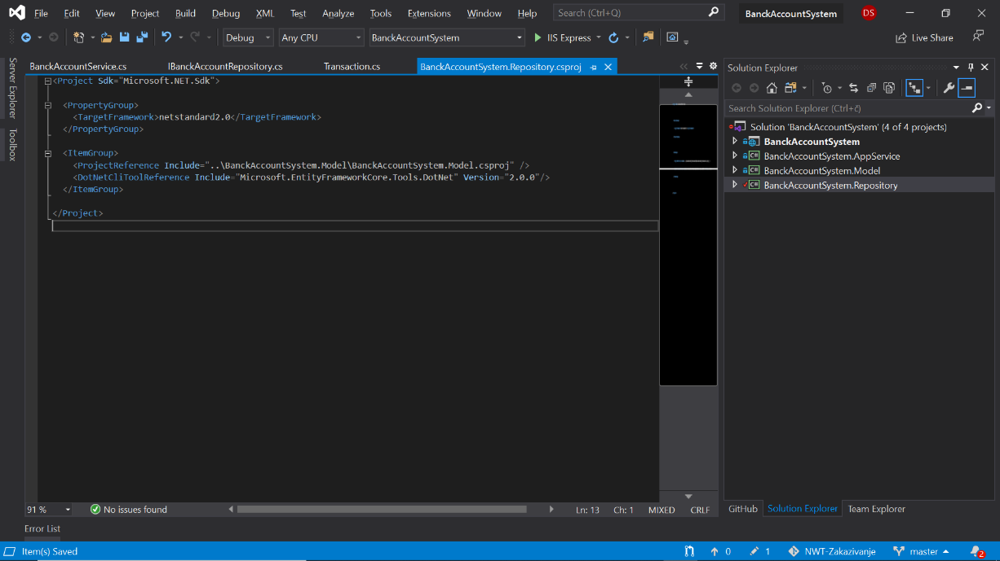 File Edit View Project Build Debug XML Test Analyze Tools Extensions Window Help Search (Ctrl+Q) BanckAccountSystem DS
Debug Any CPU BanckAccountSystem IIS Express Live Share
Server Explorer
Toolbox
BanckAccountService.cs IBanckAccountRepository.cs Transaction.cs BanckAccountSystem.Repository.csproj
<Project Sdk="Microsoft.NET.Sdk">
<PropertyGroup>
<TargetFramework>netstandard2.0</TargetFramework>
</PropertyGroup>
<ItemGroup>
<ProjectReference Include="..\BanckAccountSystem.Model\BanckAccountSystem.Model.csproj" />
<DotNetCliToolReference Include="Microsoft.EntityFrameworkCore.Tools.DotNet" Version="2.0.0"/>
</ItemGroup>
</Project>
91 % No issues found Ln: 13 Ch: 1 MIXED CRLF
Solution Explorer
Search Solution Explorer (Ctrl+č)
Solution 'BanckAccountSystem' (4 of 4 projects)
BanckAccountSystem
C# BanckAccountSystem.AppService
C# BanckAccountSystem.Model
C# BanckAccountSystem.Repository
GitHub Solution Explorer Team Explorer
Error List
Item(s) Saved 0 1 NWT-Zakazivanje master 2